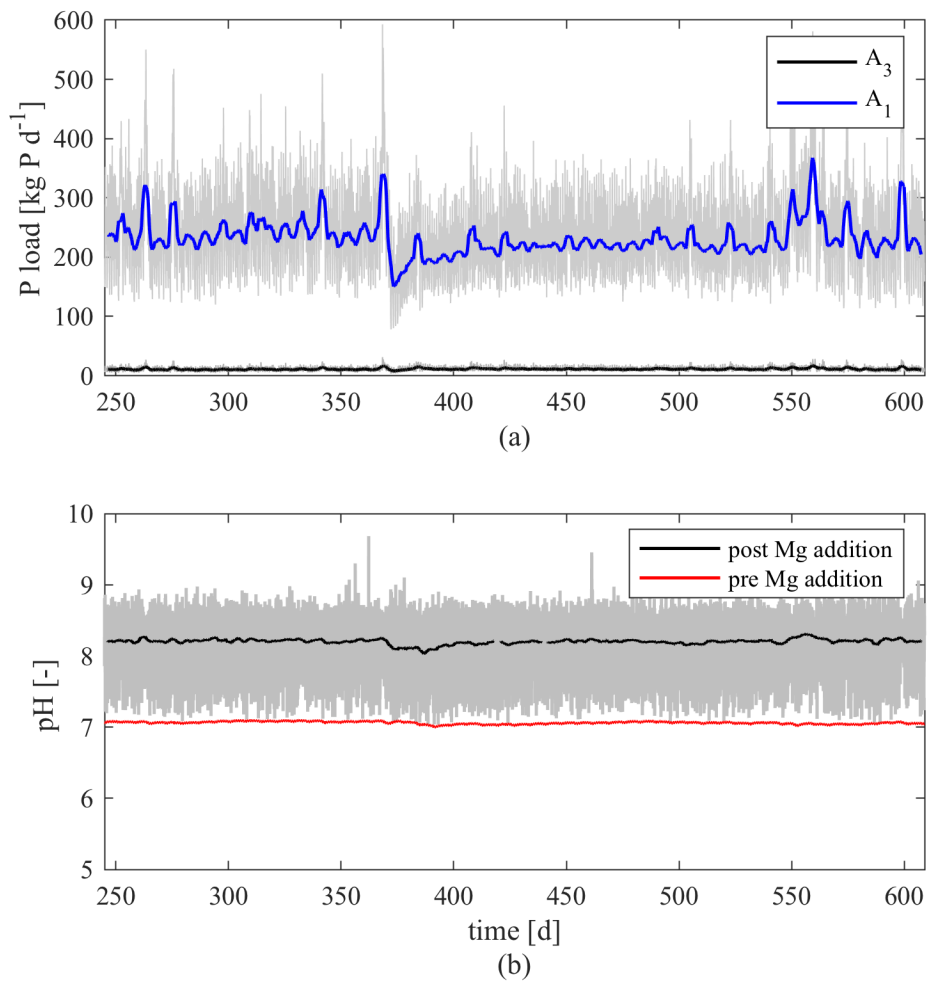 600
500
400
300
200
100
0
P load [kg P d⁻¹]
A₃
A₁
250 300 350 400 450 500 550 600
(a)
10
9
8
7
6
5
pH [-]
post Mg addition
pre Mg addition
250 300 350 400 450 500 550 600
time [d]
(b)